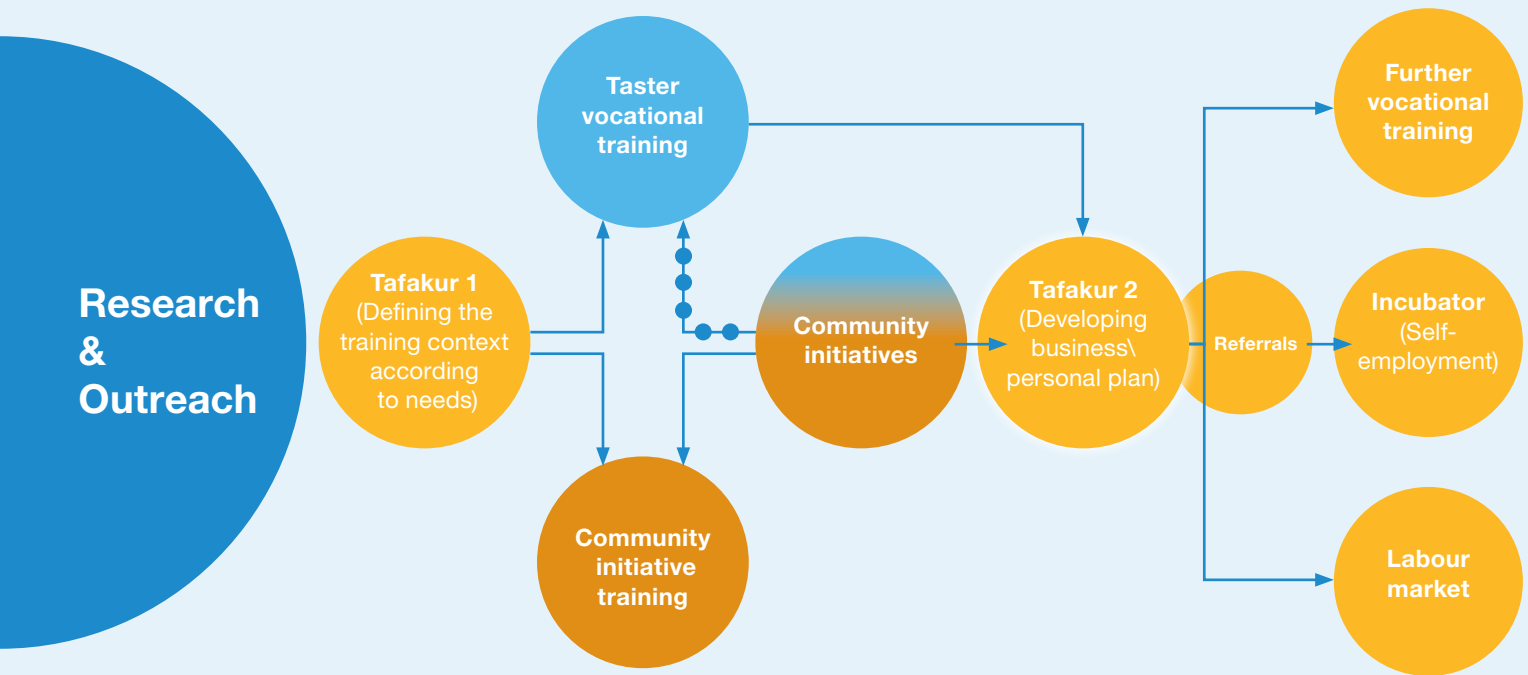 Research
&
Outreach
Tafakur 1
(Defining the
training context
according
to needs)
Taster
vocational
training
Community
initiative
training
Community
initiatives
Tafakur 2
(Developing
business\
personal plan)
Referrals
Further
vocational
training
Incubator
(Self-
employment)
Labour
market